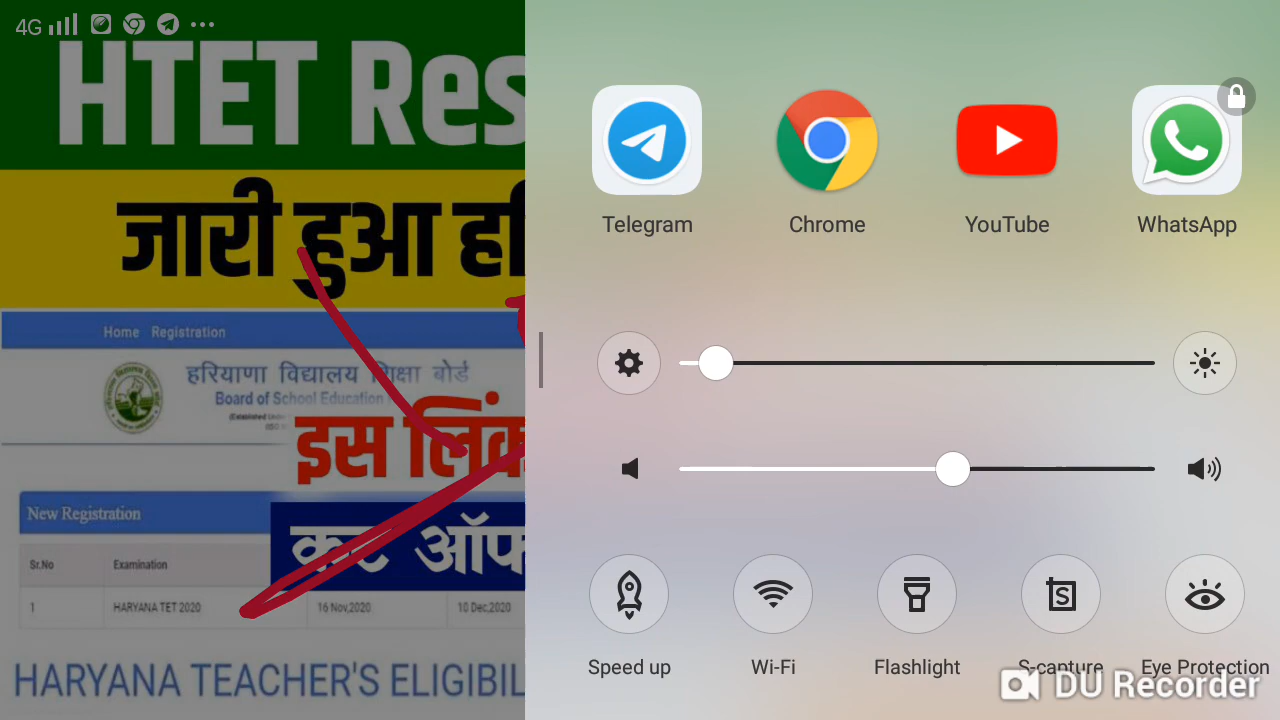 4G
HTET Res
जारी हुआ हरि
Home Registration
हरियाणा विद्यालय शिक्षा बोर्ड
Board of School Education
इस लिंक
New Registration
कट ऑफ
Sr.No Examination
1 HARYANA TET 2020 16 Nov,2020 10 Dec,2020
HARYANA TEACHER'S ELIGIBIL
Telegram Chrome YouTube WhatsApp
Speed up Wi-Fi Flashlight S-capture Eye Protection
DU Recorder